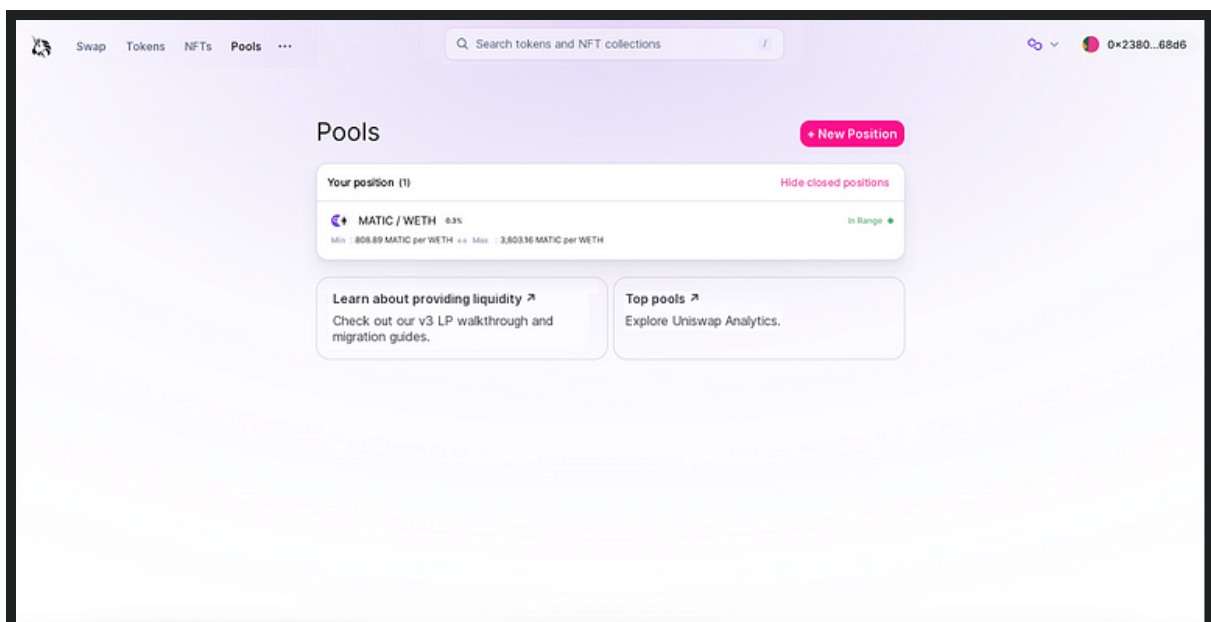 Swap Tokens NFTs Pools ... Search tokens and NFT collections / 0×2380...68d6
Pools + New Position
Your position (1) Hide closed positions
MATIC / WETH 0.3% In Range
Min : 808.89 MATIC per WETH ↔ Max : 3,803.16 MATIC per WETH
Learn about providing liquidity ↗
Check out our v3 LP walkthrough and
migration guides.
Top pools ↗
Explore Uniswap Analytics.